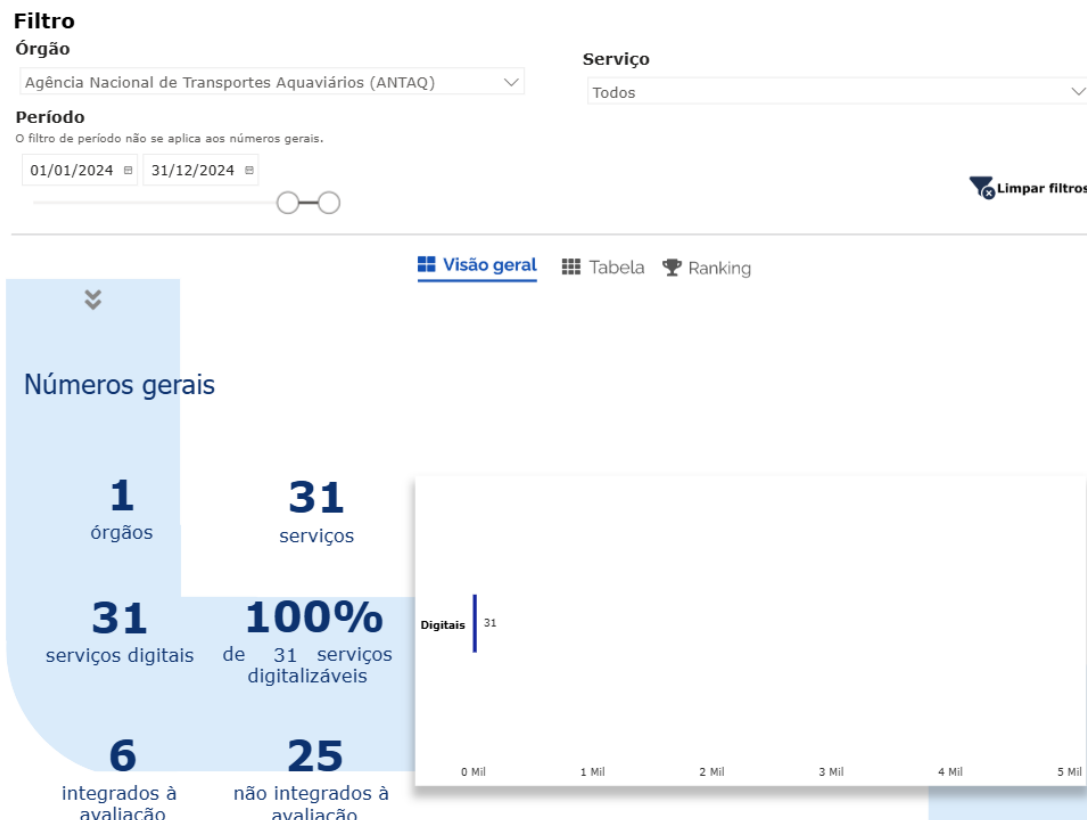 Filtro
Órgão
Agência Nacional de Transportes Aquaviários (ANTAQ)
Serviço
Todos
Período
O filtro de período não se aplica aos números gerais.
01/01/2024 31/12/2024
Limpar filtros
Visão geral Tabela Ranking
Números gerais
1
órgãos
31
serviços
31
serviços digitais
100%
de 31 serviços
digitalizáveis
6
integrados à
avaliação
25
não integrados à
avaliação
Digitais 31
0 Mil 1 Mil 2 Mil 3 Mil 4 Mil 5 Mil